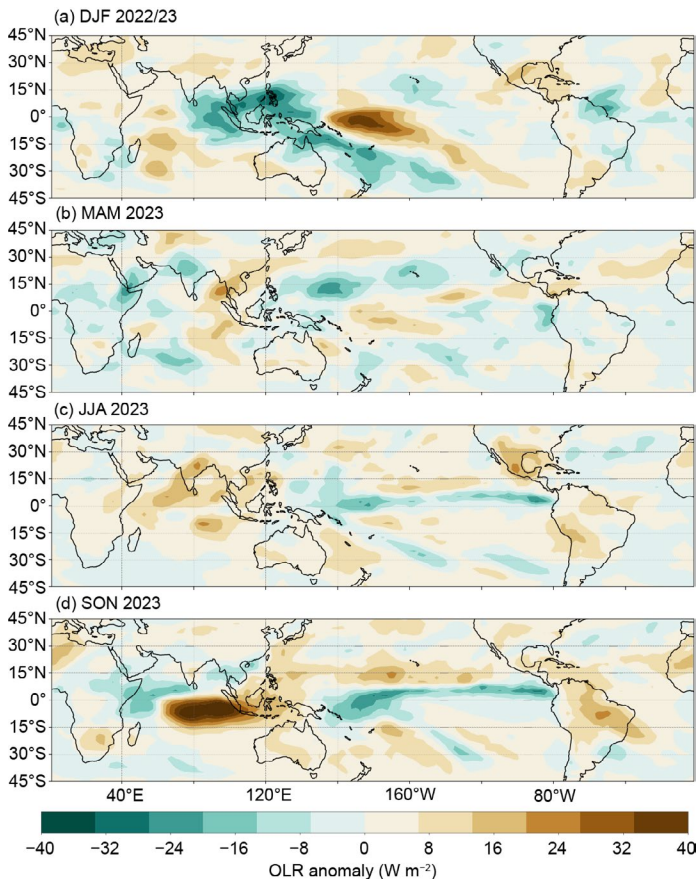 (a) DJF 2022/23
45°N
30°N
15°N
0°
15°S
30°S
45°S
(b) MAM 2023
45°N
30°N
15°N
0°
15°S
30°S
45°S
(c) JJA 2023
45°N
30°N
15°N
0°
15°S
30°S
45°S
(d) SON 2023
45°N
30°N
15°N
0°
15°S
30°S
45°S
40°E 120°E 160°W 80°W
−40 −32 −24 −16 −8 0 8 16 24 32 40
OLR anomaly (W m⁻²)